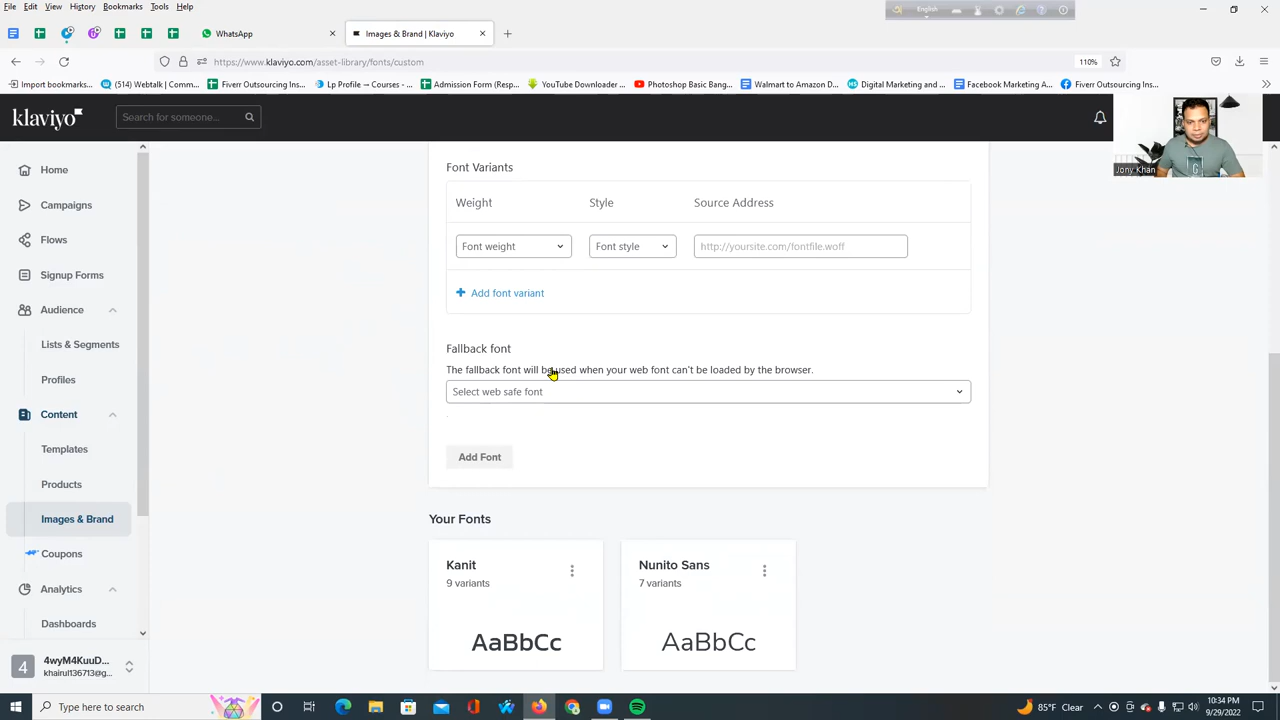 File Edit View History Bookmarks Tools Help
English
WhatsApp
Images & Brand | Klaviyo
https://www.klaviyo.com/asset-library/fonts/custom
110%
Import bookmarks...
(514) Webtalk | Comm...
Fiverr Outsourcing Ins...
Lp Profile → Courses – ...
Admission Form (Resp...
YouTube Downloader ...
Photoshop Basic Bang...
Walmart to Amazon D...
Digital Marketing and ...
Facebook Marketing A...
Fiverr Outsourcing Ins...
klaviyo
Search for someone...
Jony Khan
Home
Campaigns
Flows
Signup Forms
Audience
Lists & Segments
Profiles
Content
Templates
Products
Images & Brand
Coupons
Analytics
Dashboards
4
4wyM4KuuD...
khairul136713@g...
Font Variants
Weight Style Source Address
Font weight Font style http://yoursite.com/fontfile.woff
Add font variant
Fallback font
The fallback font will be used when your web font can't be loaded by the browser.
Select web safe font
Add Font
Your Fonts
Kanit
9 variants
AaBbCc
Nunito Sans
7 variants
AaBbCc
Type here to search
85°F Clear
10:34 PM
9/29/2022